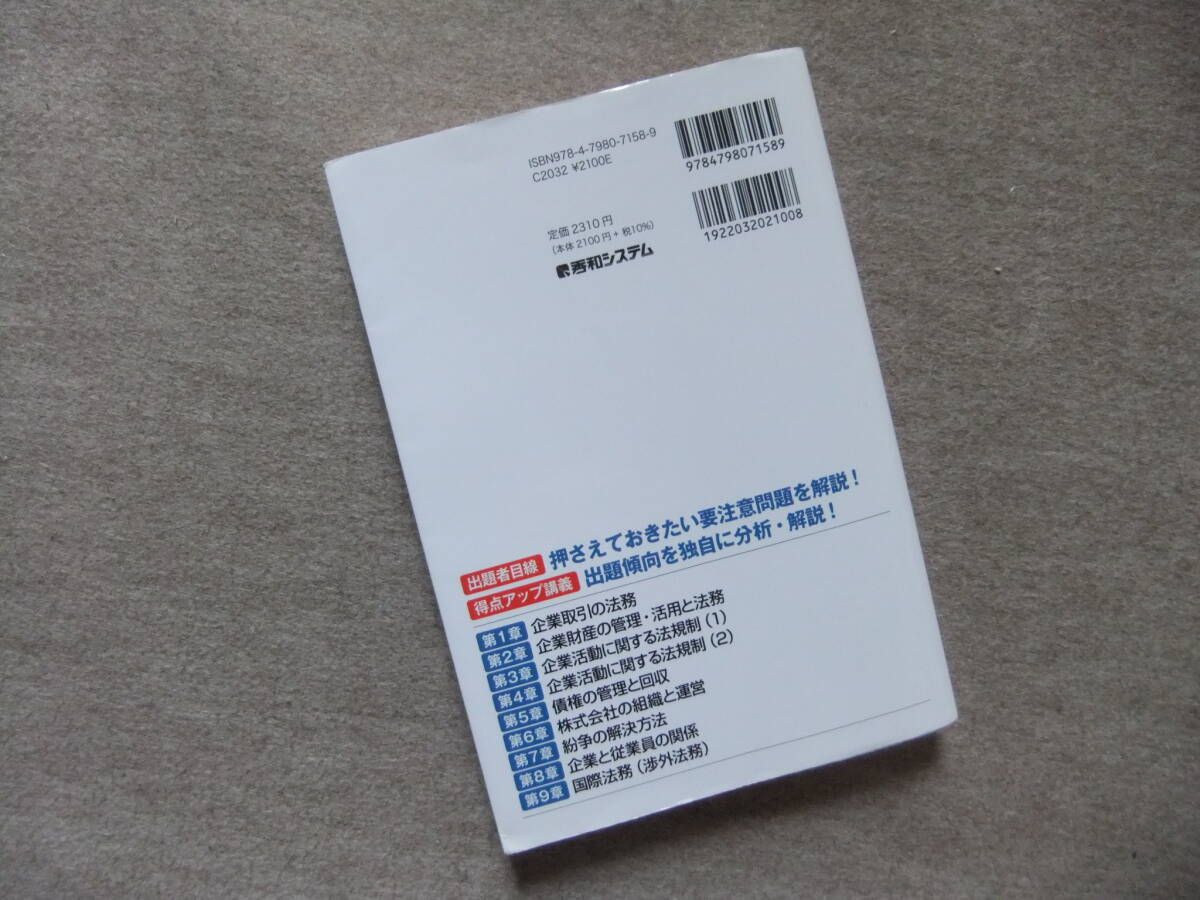 ISBN978-4-7980-7158-9
C2032 ¥2100E
9784798071589
定価2310円
(本体2100円+税10%)
1922032021008
秀和システム
出題者目線 押さえておきたい要注意問題を解説！
得点アップ講義 出題傾向を独自に分析・解説！
第1章 企業取引の法務
第2章 企業財産の管理・活用と法務
第3章 企業活動に関する法規制（1）
第4章 企業活動に関する法規制（2）
第5章 債権の管理と回収
第6章 株式会社の組織と運営
第7章 紛争の解決方法
第8章 企業と従業員の関係
第9章 国際法務（渉外法務）